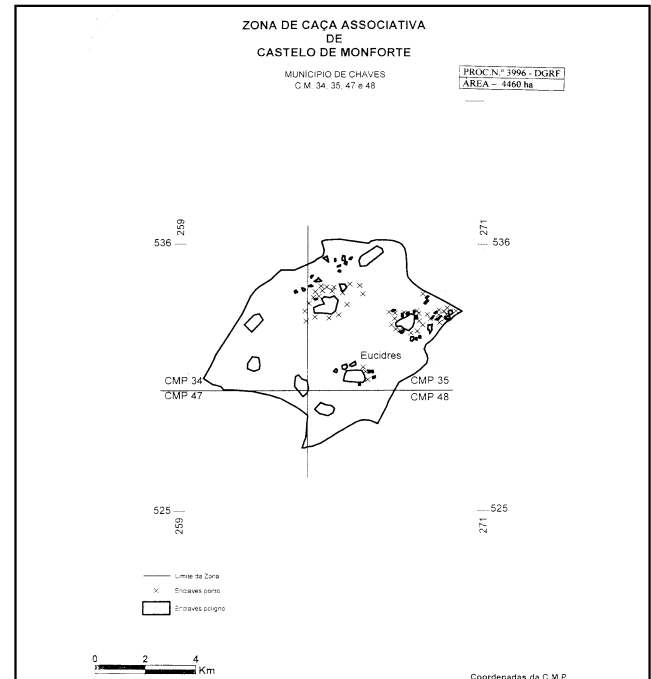 ZONA DE CAÇA ASSOCIATIVA
DE
CASTELO DE MONFORTE
MUNÍCIPIO DE CHAVES
C.M. 34, 35, 47 e 48
PROC.N.º 3996 - DGRF
ÁREA – 4460 ha
259
271
536
536
Eucidres
CMP 34
CMP 35
CMP 47
CMP 48
525
525
259
271
Limite da Zona
Enclaves ponto
Enclaves poligno
0 2 4
Km
Coordenadas da C.M.P.